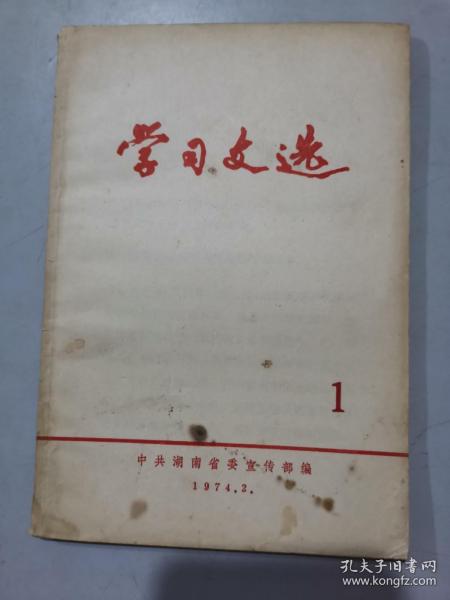 学习文选
1
中共湖南省委宣传部编
1974.2.
孔夫子旧书网
www.kongfz.com